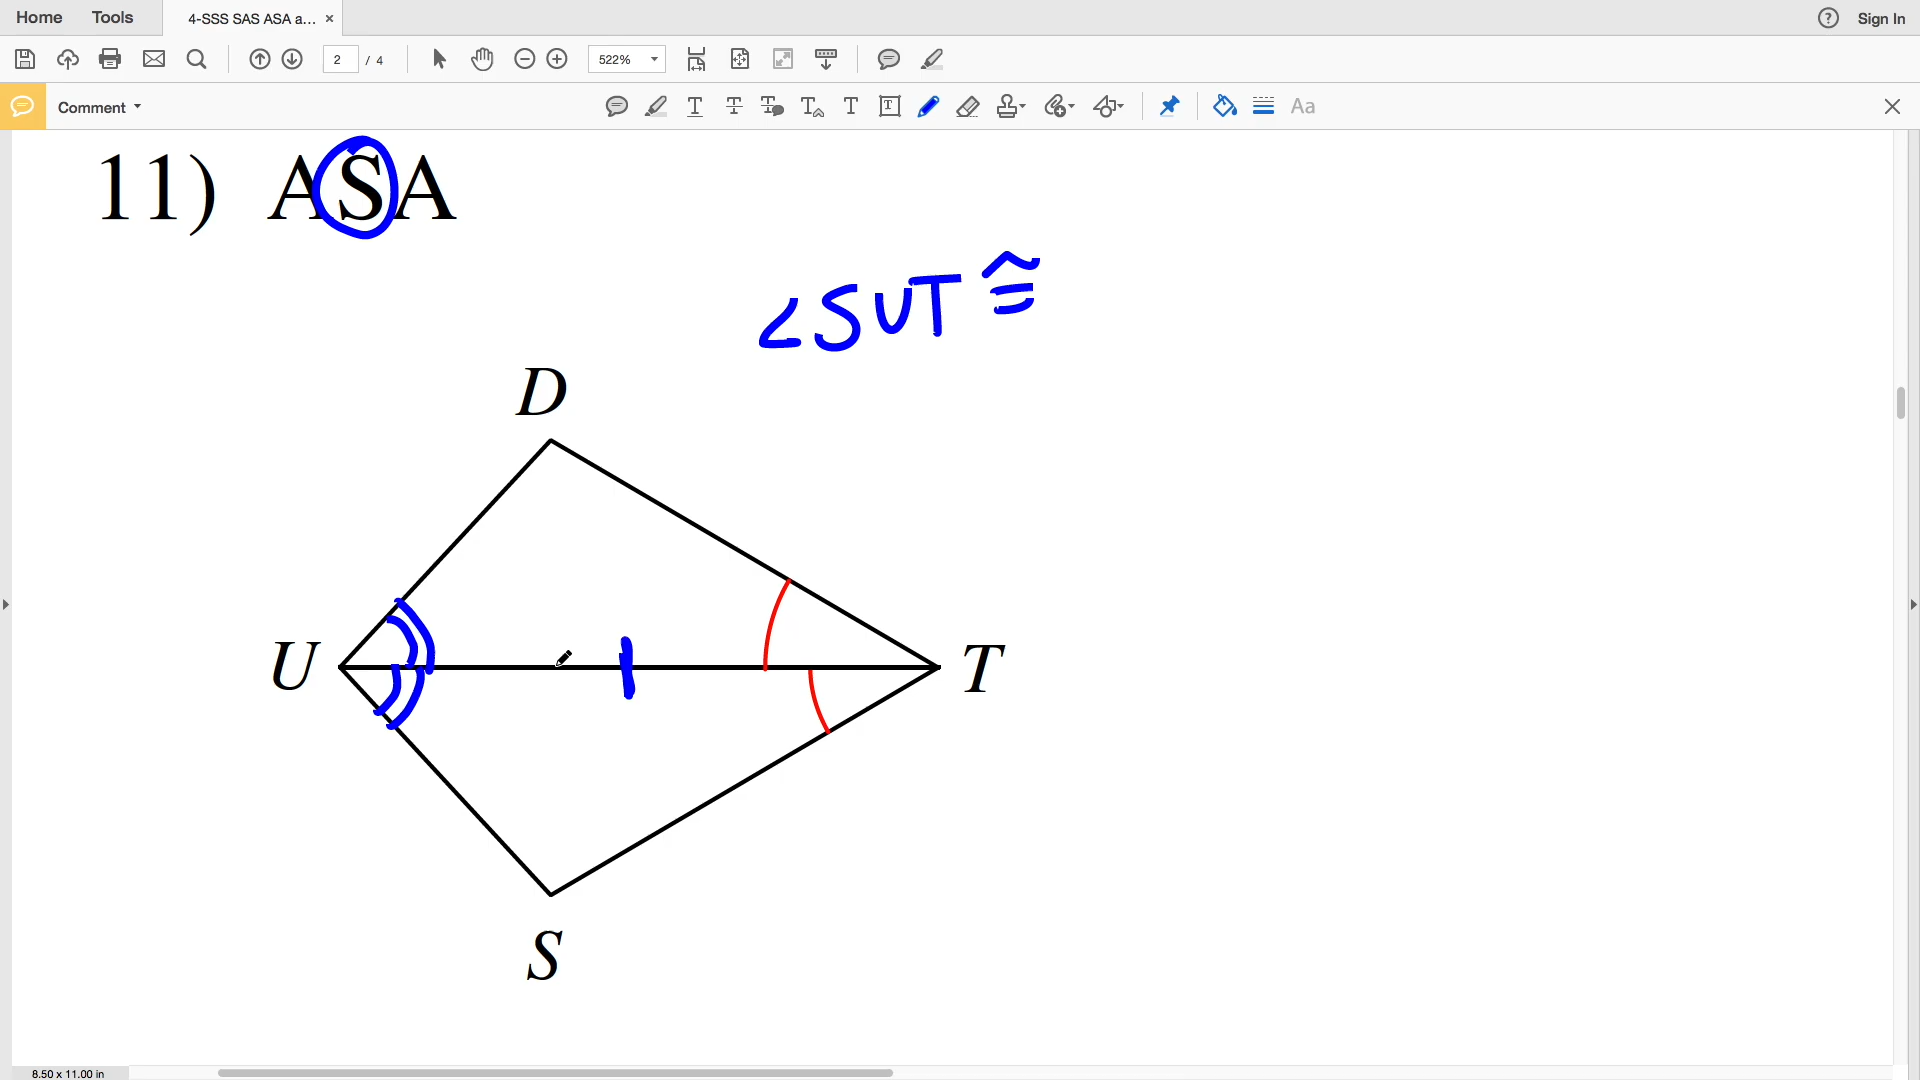 Home Tools 4-SSS SAS ASA a... × ? Sign In
2 / 4 522%
Comment T T T T T T Aa
11) ASA
∠SUT ≅
D
U T
S
8.50 x 11.00 in